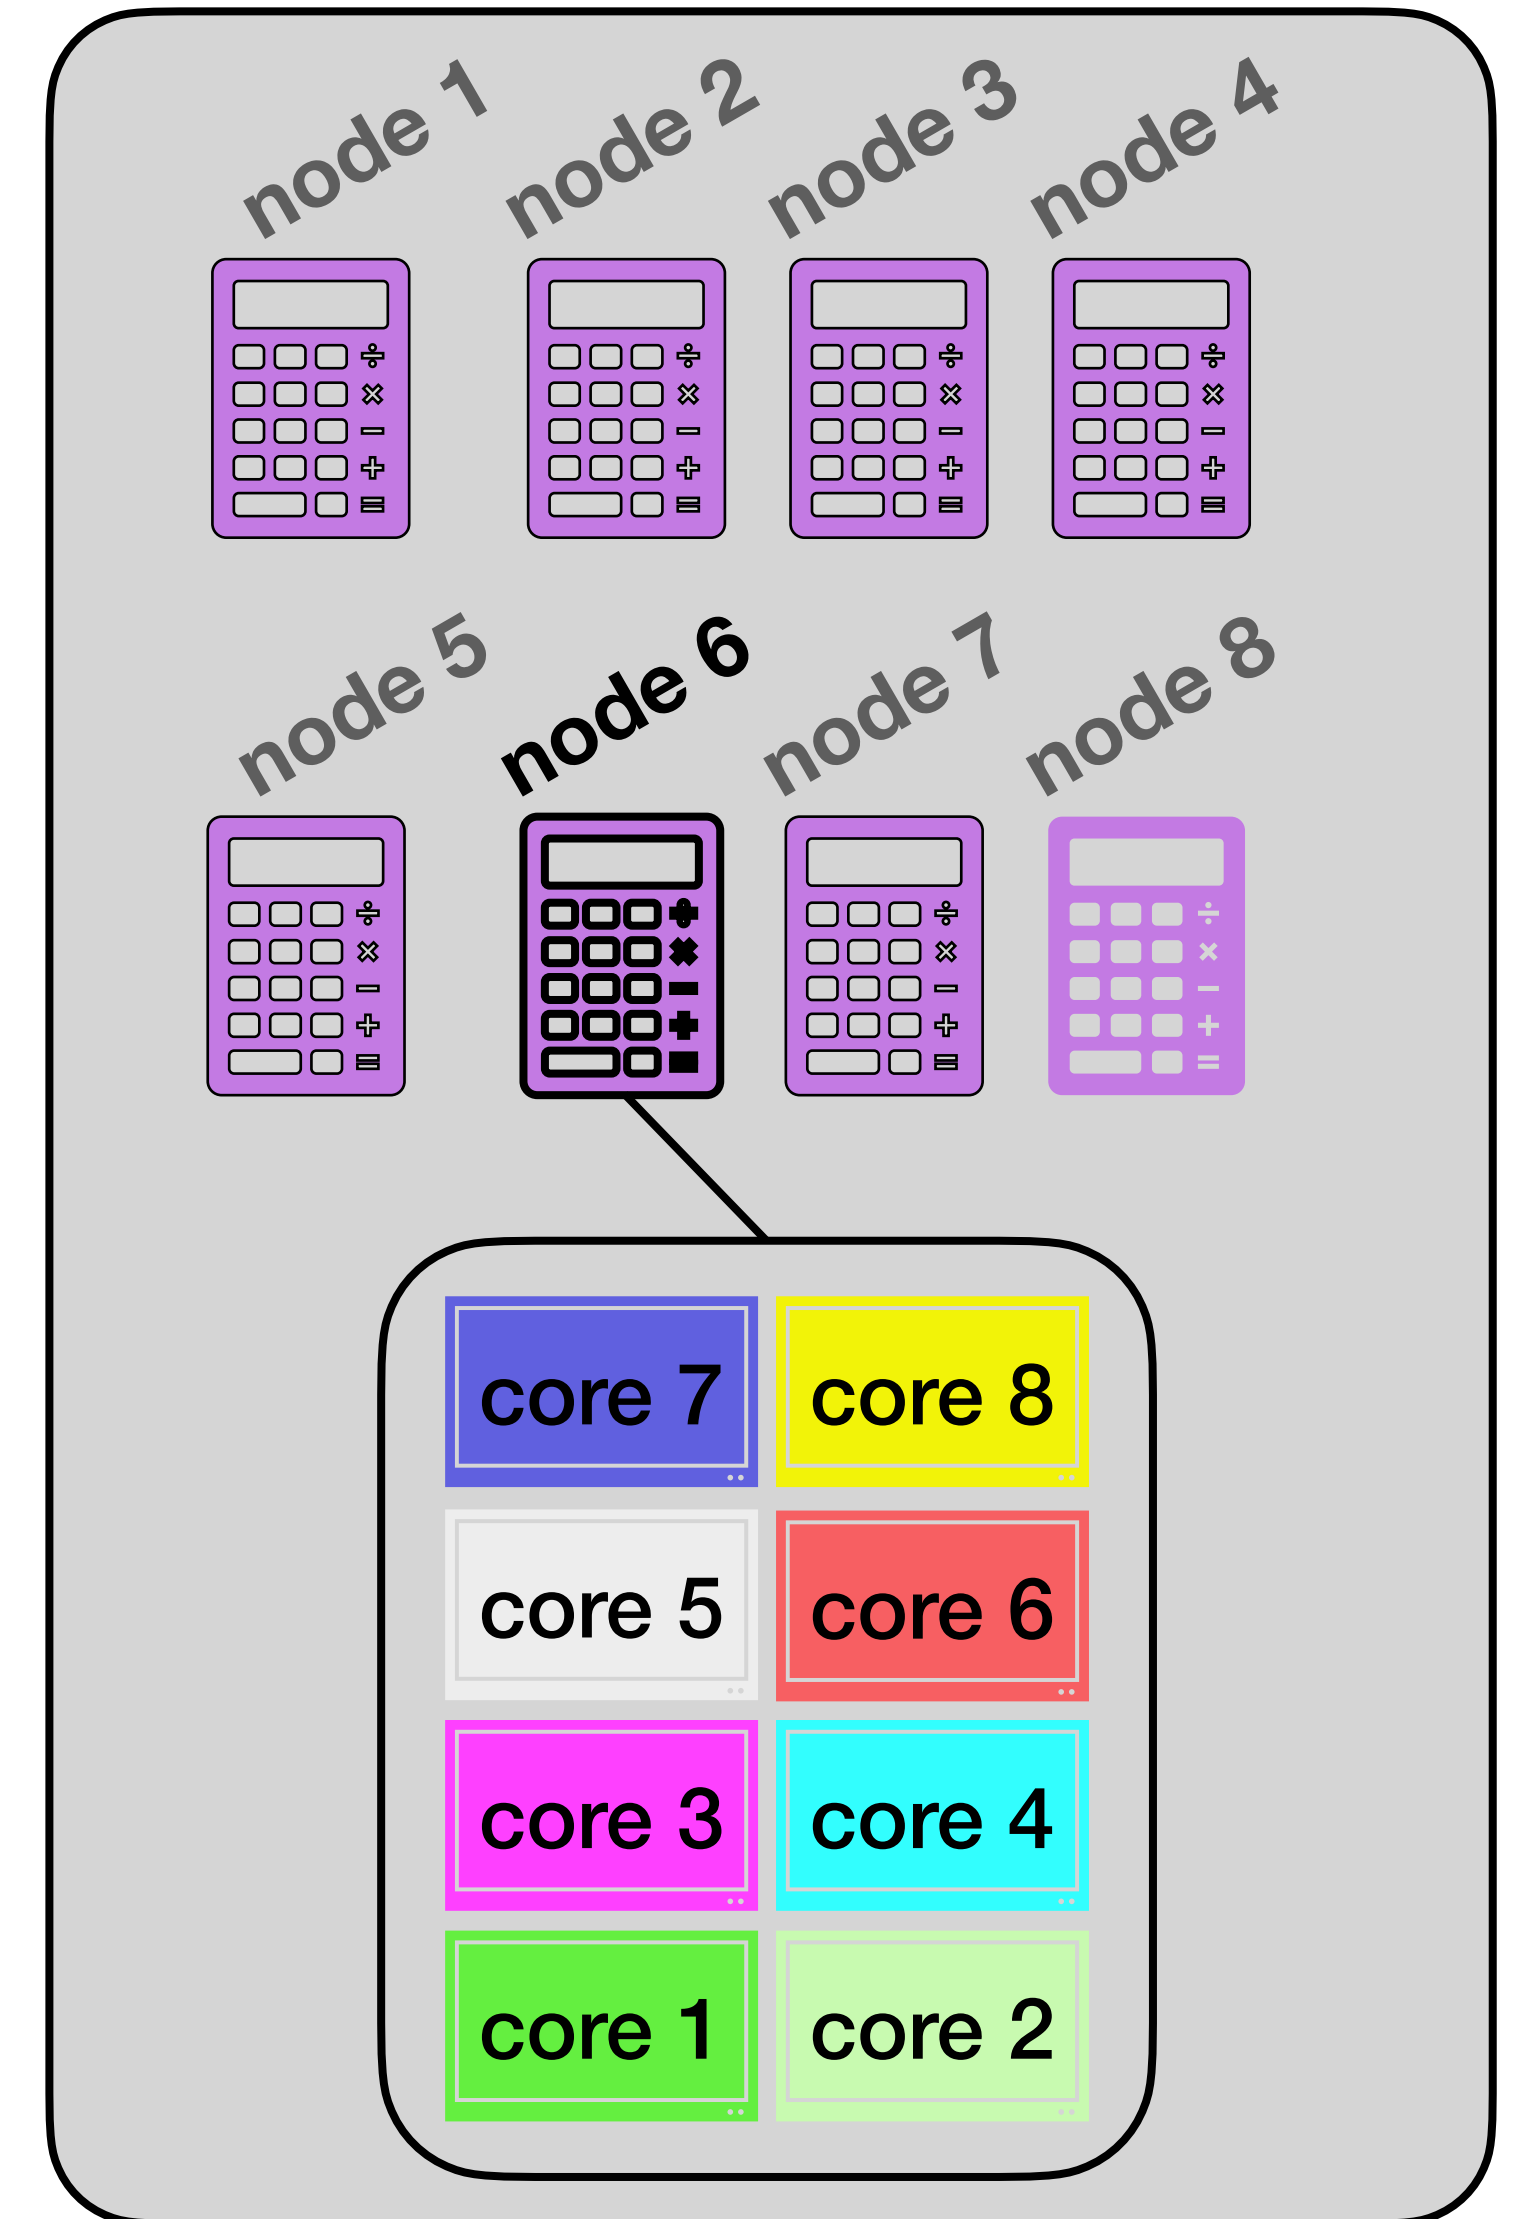 node 1
node 2
node 3
node 4
node 5
node 6
node 7
node 8
core 7
core 8
core 5
core 6
core 3
core 4
core 1
core 2